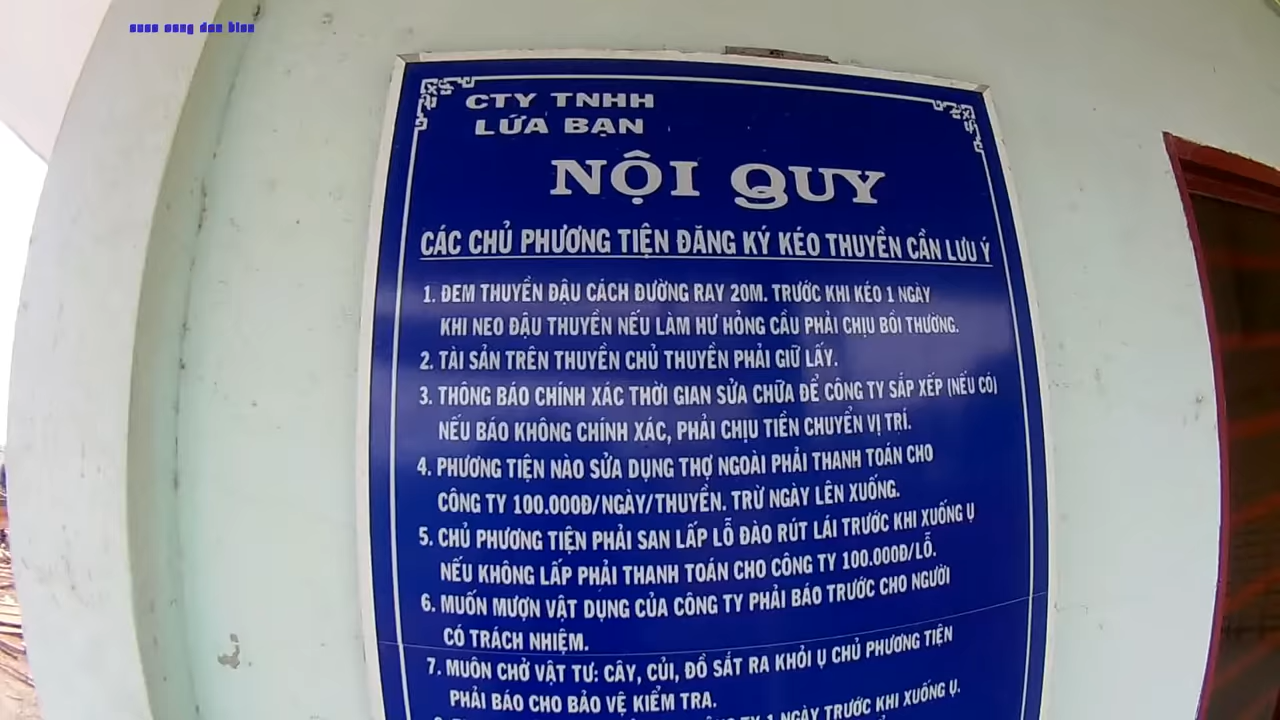 CTY TNHH
LỨA BẠN
NỘI QUY
CÁC CHỦ PHƯƠNG TIỆN ĐĂNG KÝ KÉO THUYỀN CẦN LƯU Ý
1. ĐEM THUYỀN ĐẬU CÁCH ĐƯỜNG RAY 20M. TRƯỚC KHI KÉO 1 NGÀY
KHI NEO ĐẬU THUYỀN NẾU LÀM HƯ HỎNG CẦU PHẢI CHỊU BỒI THƯỜNG.
2. TÀI SẢN TRÊN THUYỀN CHỦ THUYỀN PHẢI GIỮ LẤY.
3. THÔNG BÁO CHÍNH XÁC THỜI GIAN SỬA CHỮA ĐỂ CÔNG TY SẮP XẾP (NẾU CÓ)
NẾU BÁO KHÔNG CHÍNH XÁC, PHẢI CHỊU TIỀN CHUYỂN VỊ TRÍ.
4. PHƯƠNG TIỆN NÀO SỬA DỤNG THỢ NGOÀI PHẢI THANH TOÁN CHO
CÔNG TY 100.000Đ/NGÀY/THUYỀN. TRỪ NGÀY LÊN XUỐNG.
5. CHỦ PHƯƠNG TIỆN PHẢI SAN LẤP LỖ ĐÀO RÚT LÁI TRƯỚC KHI XUỐNG Ụ
NẾU KHÔNG LẤP PHẢI THANH TOÁN CHO CÔNG TY 100.000Đ/LỖ.
6. MUỐN MƯỢN VẬT DỤNG CỦA CÔNG TY PHẢI BÁO TRƯỚC CHO NGƯỜI
CÓ TRÁCH NHIỆM.
7. MUÔN CHỞ VẬT TƯ: CÂY, CỦI, ĐỒ SẮT RA KHỎI Ụ CHỦ PHƯƠNG TIỆN
PHẢI BÁO CHO BẢO VỆ KIỂM TRA.
1 NGÀY TRƯỚC KHI XUỐNG Ụ.